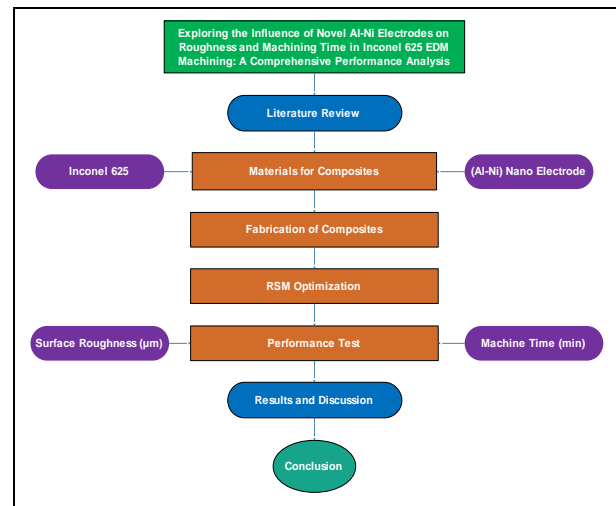 Exploring the Influence of Novel Al-Ni Electrodes on
Roughness and Machining Time in Inconel 625 EDM
Machining: A Comprehensive Performance Analysis
Literature Review
Inconel 625
Materials for Composites
(Al-Ni) Nano Electrode
Fabrication of Composites
RSM Optimization
Surface Roughness (µm)
Performance Test
Machine Time (min)
Results and Discussion
Conclusion